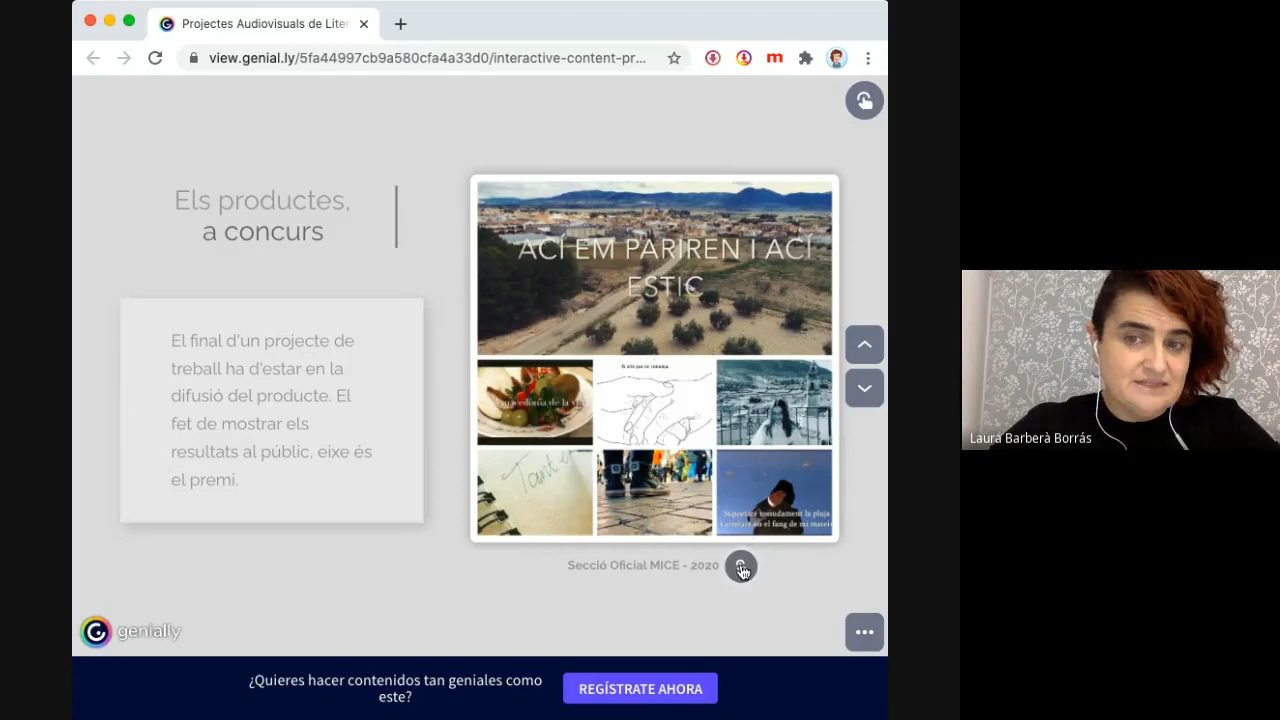 Projectes Audiovisuals de Liter
view.genial.ly/5fa44997cb9a580cfa4a33d0/interactive-content-pr...
Els productes,
a concurs
El final d'un projecte de
treball ha d'estar en la
difusió del producte. El
fet de mostrar els
resultats al públic, eixe és
el premi.
ACÍ EM PARIREN I ACÍ
ESTIC
Secció Oficial MICE - 2020
genially
¿Quieres hacer contenidos tan geniales como
este?
REGÍSTRATE AHORA
Laura Barberà Borrás